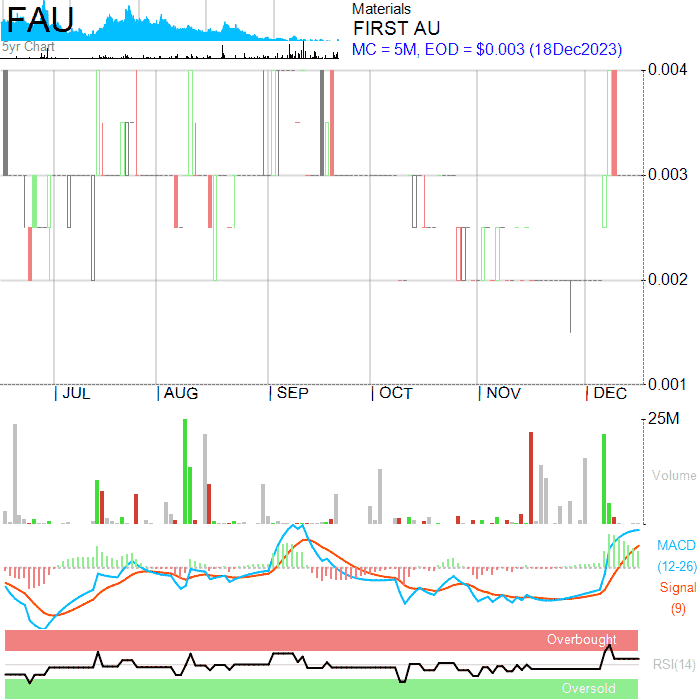 FAU
5yr Chart
Materials
FIRST AU
MC = 5M, EOD = $0.003 (18Dec2023)
0.004
0.003
0.002
0.001
JUL
AUG
SEP
OCT
NOV
DEC
25M
Volume
MACD
(12-26)
Signal
(9)
Overbought
RSI(14)
Oversold